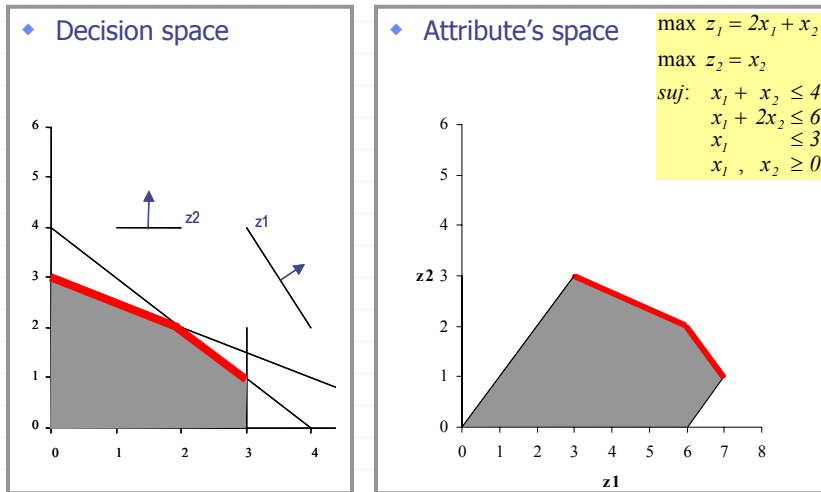 Decision space
6
5
4
3
2
1
0
0 1 2 3 4
z2
z1
Attribute's space
max z₁ = 2x₁ + x₂
max z₂ = x₂
suj: x₁ + x₂ ≤ 4
x₁ + 2x₂ ≤ 6
x₁ ≤ 3
x₁ , x₂ ≥ 0
6
5
4
z2 3
2
1
0
0 1 2 3 4 5 6 7 8
z1